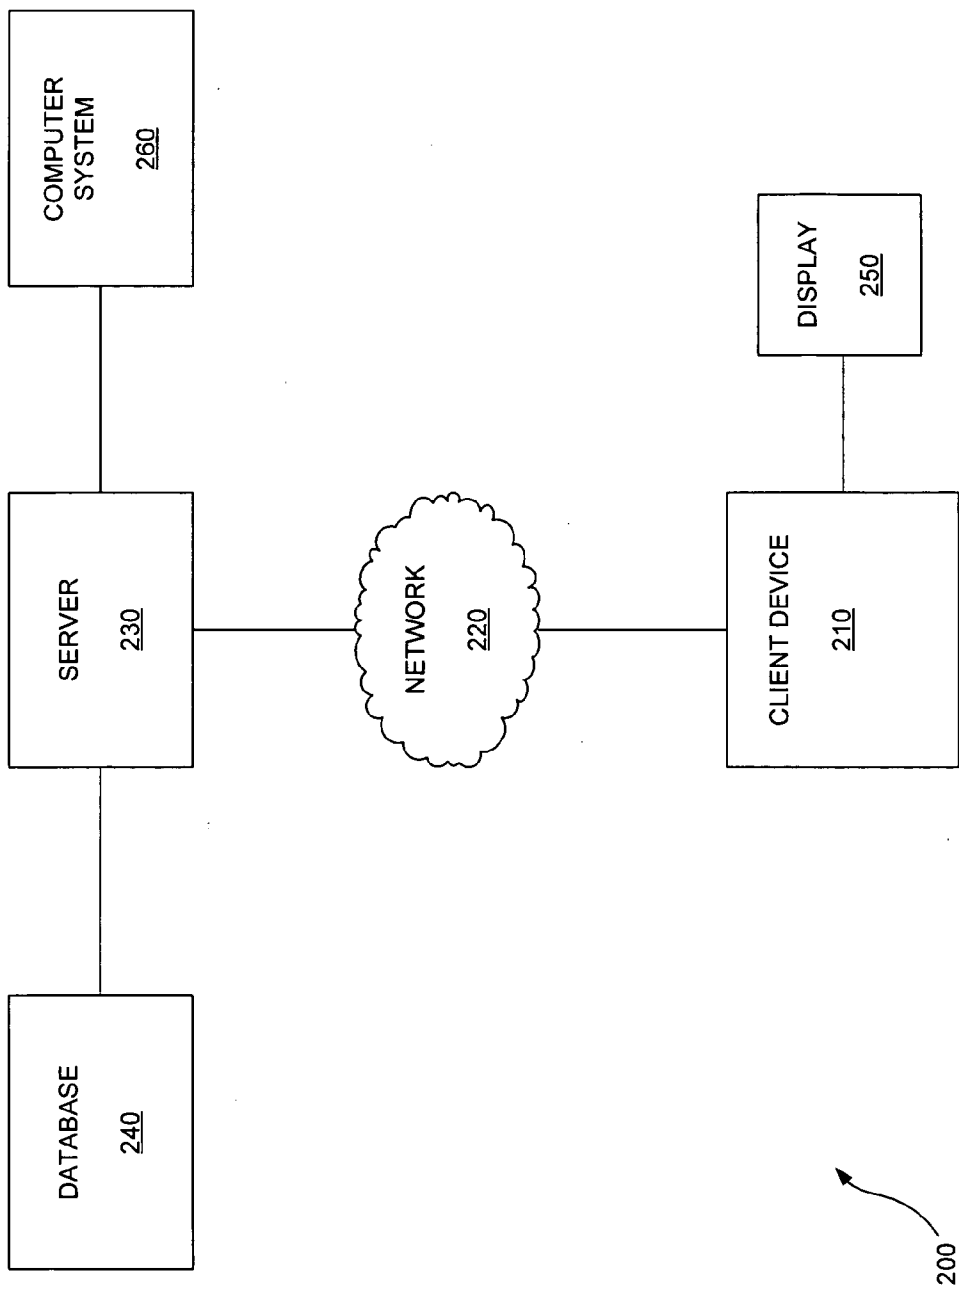 DATABASE
240
SERVER
230
COMPUTER
SYSTEM
260
NETWORK
220
CLIENT DEVICE
210
DISPLAY
250
200